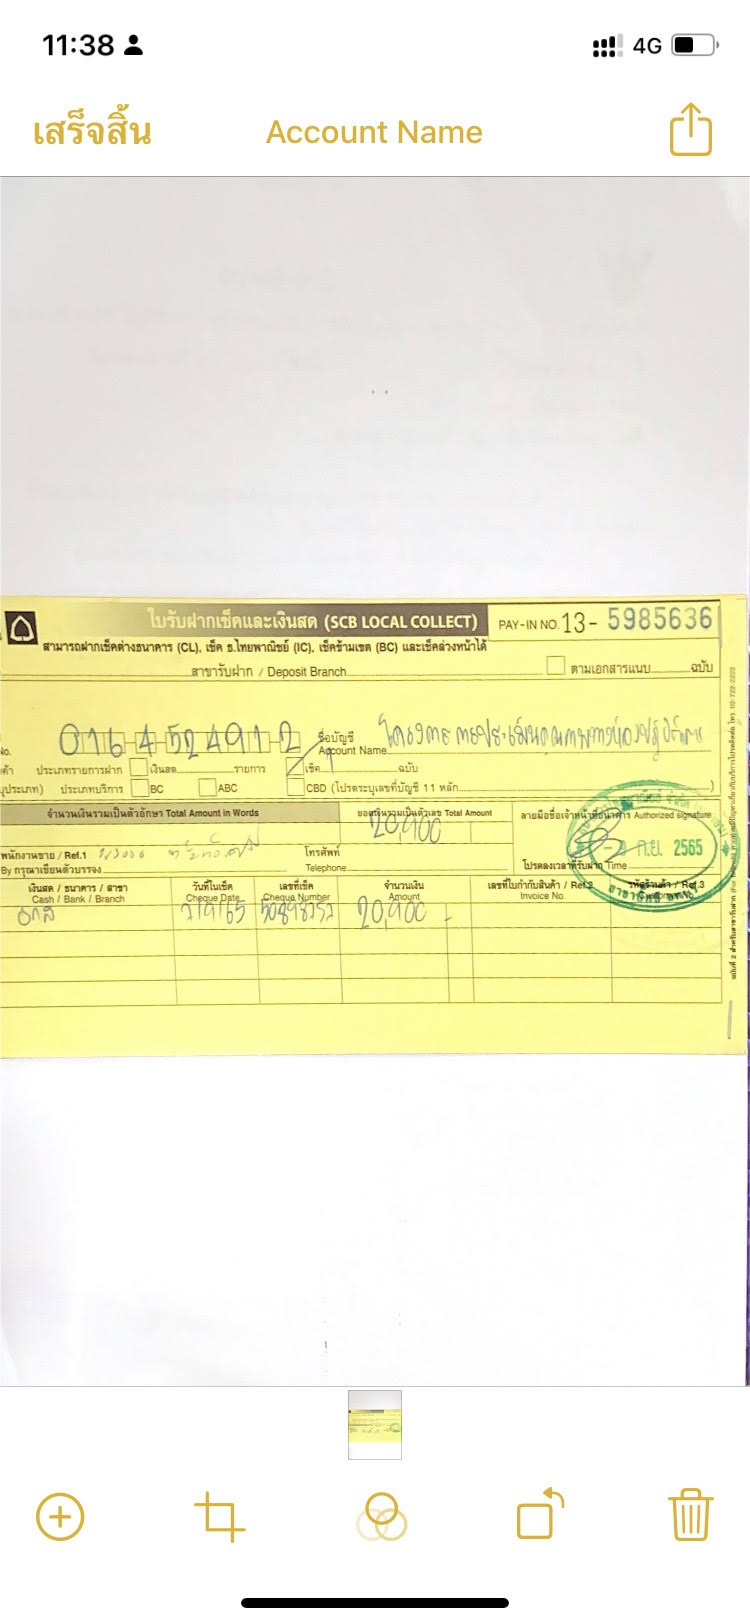 11:38
4G
เสร็จสิ้น
Account Name
ใบรับฝากเช็คและเงินสด (SCB LOCAL COLLECT)
PAY-IN NO. 13- 5985636
สามารถฝากเช็คต่างธนาคาร (CL), เช็ค ธ.ไทยพาณิชย์ (IC), เช็คข้ามเขต (BC) และเช็คล่วงหน้าได้
สาขารับฝาก / Deposit Branch
ตามเอกสารแนบ ฉบับ
No. 016-4-52491-2
ชื่อบัญชี
Account Name
ประเภทรายการฝาก เงินสด รายการ เช็ค ฉบับ
ประเภทบริการ BC ABC CBD (โปรดระบุเลขที่บัญชี 11 หลัก )
จำนวนเงินรวมเป็นตัวอักษร Total Amount in Words
ยอดเงินรวมเป็นตัวเลข Total Amount
20,900
ลายมือชื่อเจ้าหน้าที่ธนาคาร Authorized signature
ก.ย. 2565
พนักงานขาย / Ref.1
By กรุณาเขียนตัวบรรจง
โทรศัพท์
Telephone
โปรดลงเวลาที่รับฝาก Time
เงินสด / ธนาคาร / สาขา
Cash / Bank / Branch
วันที่ในเช็ค
Cheque Date
เลขที่เช็ค
Cheque Number
จำนวนเงิน
Amount
เลขที่ใบกำกับสินค้า / Ref.2
Invoice No.
รหัสร้านค้า / Ref.3
ธกส 2/9/65 20,900 -